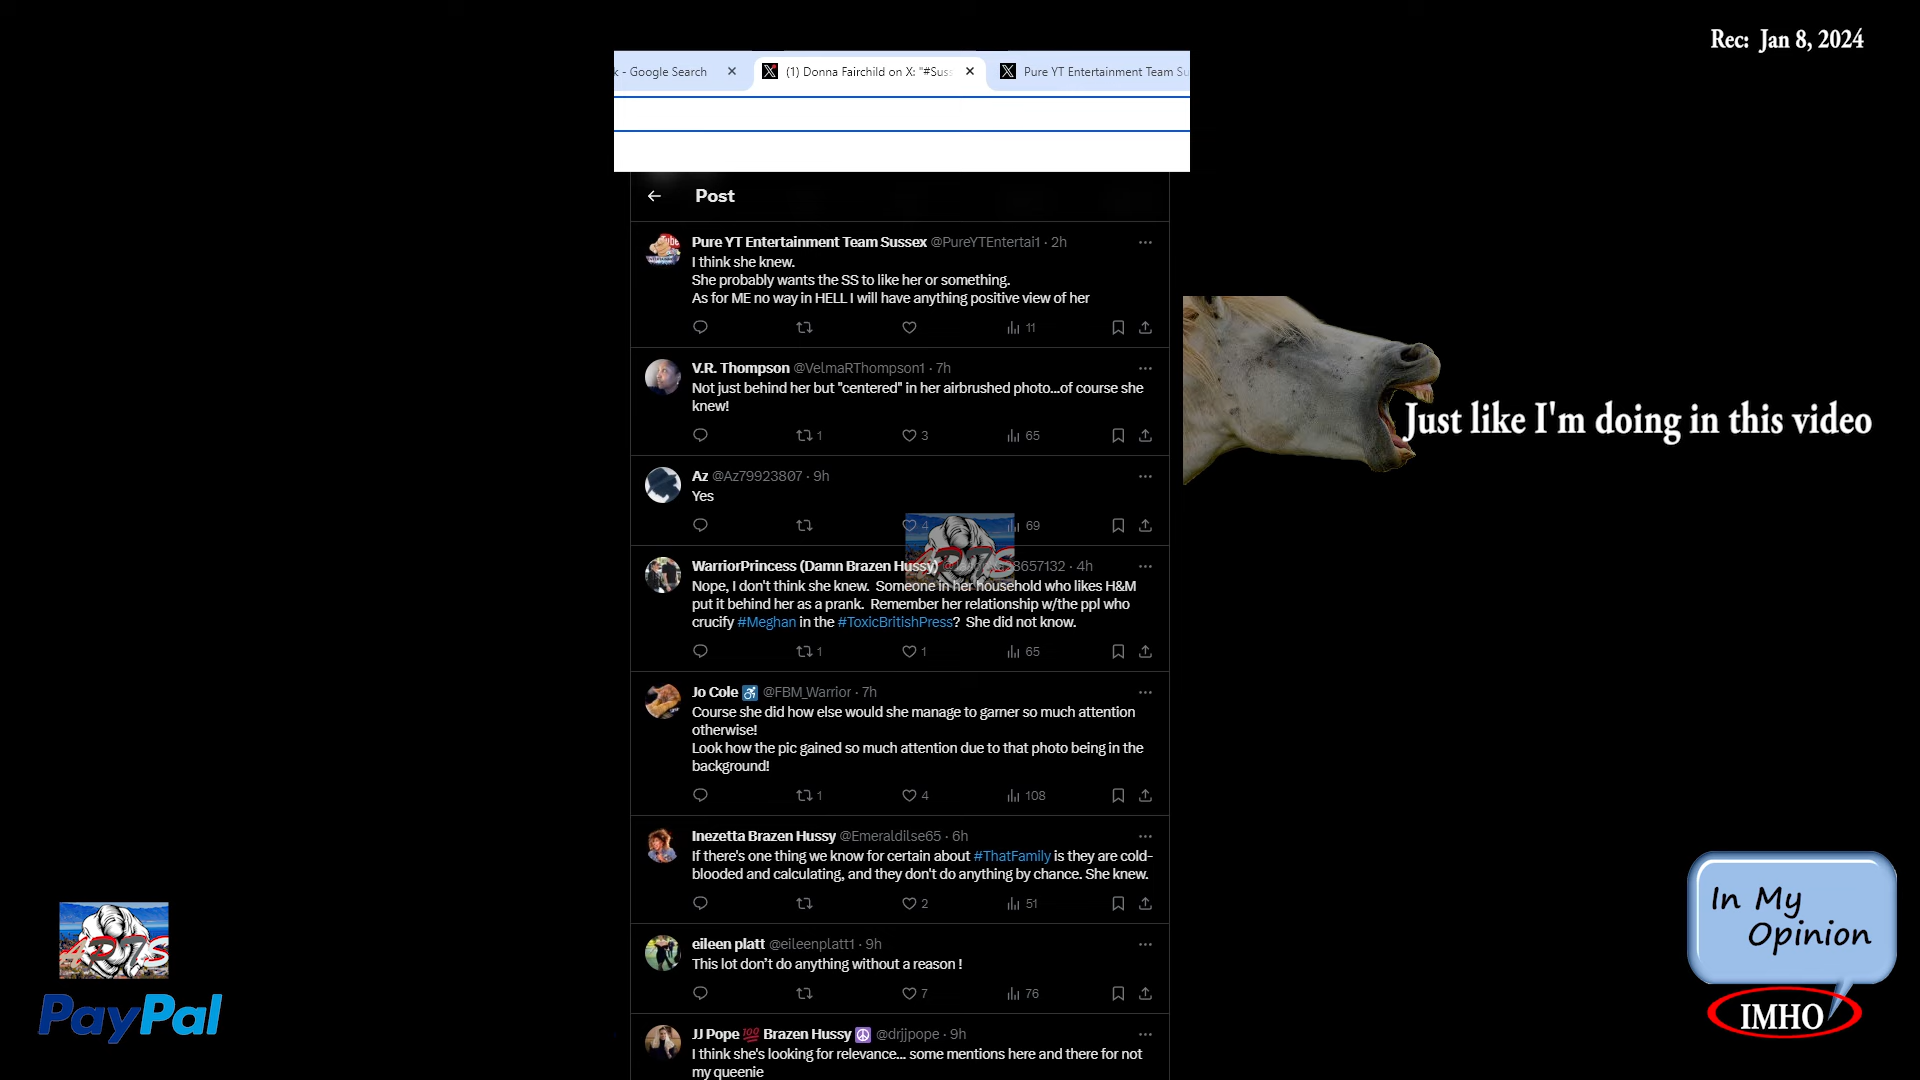 Rec: Jan 8, 2024
k - Google Search
(1) Donna Fairchild on X: "#Suss
Pure YT Entertainment Team Su
Post
Pure YT Entertainment Team Sussex @PureYTEntertai1 · 2h
I think she knew.
She probably wants the SS to like her or something.
As for ME no way in HELL I will have anything positive view of her
11
V.R. Thompson @VelmaRThompson1 · 7h
Not just behind her but "centered" in her airbrushed photo...of course she
knew!
1 3 65
Just like I'm doing in this video
Az @Az79923807 · 9h
Yes
4 69
WarriorPrincess (Damn Brazen Hussy) 8657132 · 4h
Nope, I don't think she knew. Someone in her household who likes H&M
put it behind her as a prank. Remember her relationship w/the ppl who
crucify #Meghan in the #ToxicBritishPress? She did not know.
1 1 65
Jo Cole @FBM_Warrior · 7h
Course she did how else would she manage to garner so much attention
otherwise!
Look how the pic gained so much attention due to that photo being in the
background!
1 4 108
Inezetta Brazen Hussy @Emeraldilse65 · 6h
If there's one thing we know for certain about #ThatFamily is they are cold-
blooded and calculating, and they don't do anything by chance. She knew.
2 51
eileen platt @eileenplatt1 · 9h
This lot don't do anything without a reason !
7 76
JJ Pope 💯 Brazen Hussy ☮ @drjjpope · 9h
I think she's looking for relevance... some mentions here and there for not
my queenie
PayPal
In My
Opinion
IMHO